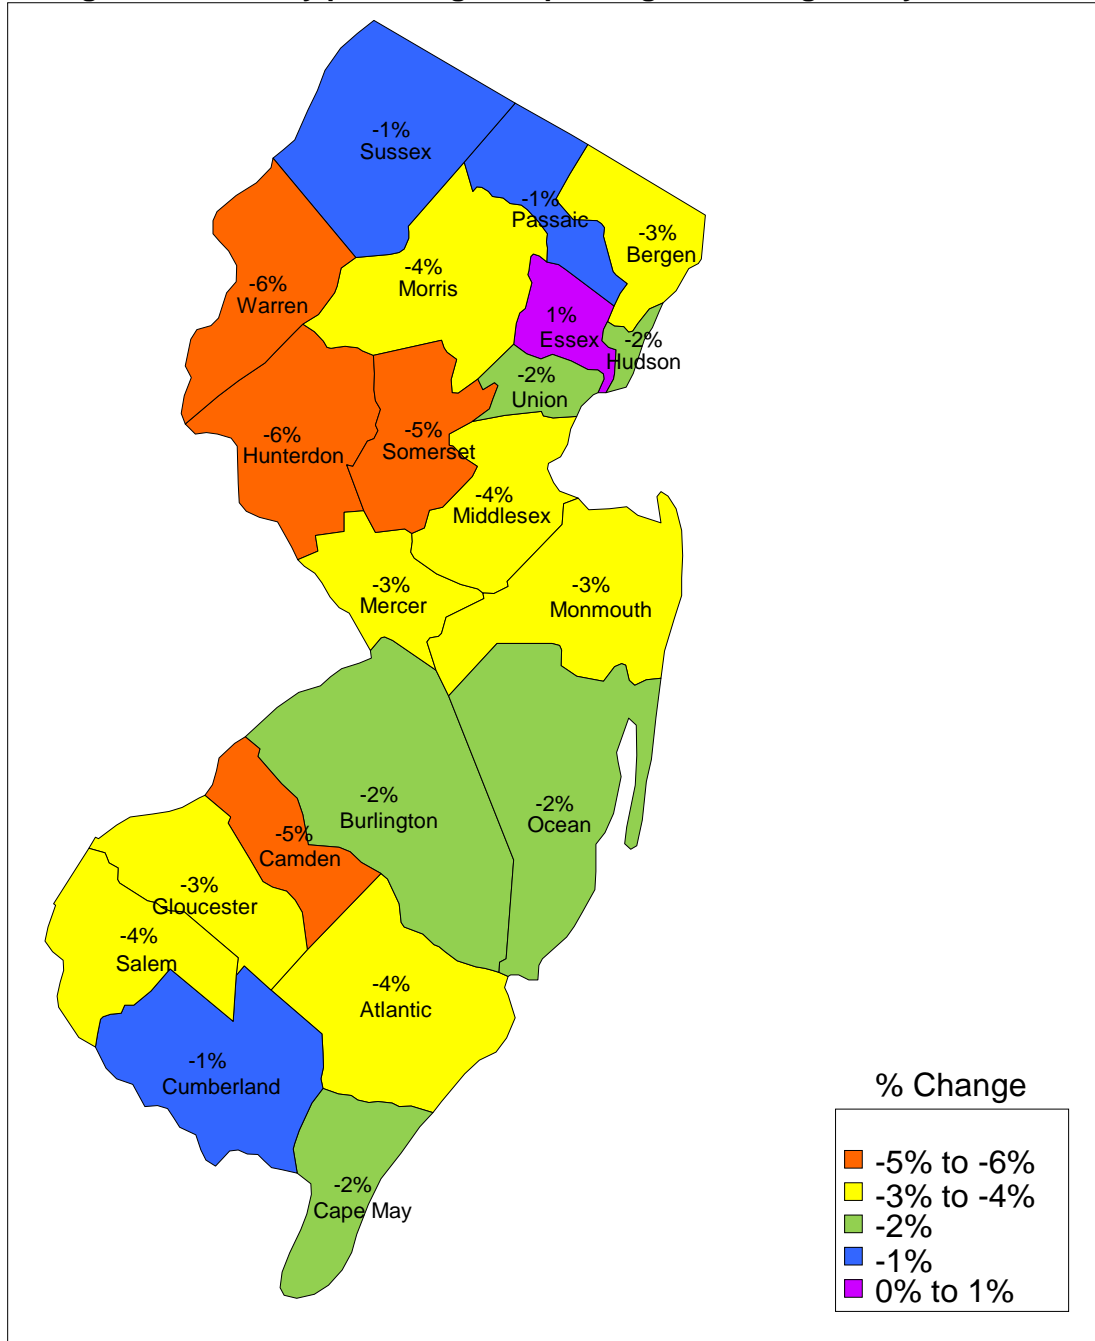 -1%
Sussex
-1%
Passaic
-3%
Bergen
-4%
Morris
-6%
Warren
1%
Essex
-2%
Hudson
-2%
Union
-6%
Hunterdon
-5%
Somerset
-4%
Middlesex
-3%
Mercer
-3%
Monmouth
-2%
Burlington
-2%
Ocean
-5%
Camden
-3%
Gloucester
-4%
Salem
-4%
Atlantic
-1%
Cumberland
-2%
Cape May
% Change
-5% to -6%
-3% to -4%
-2%
-1%
0% to 1%